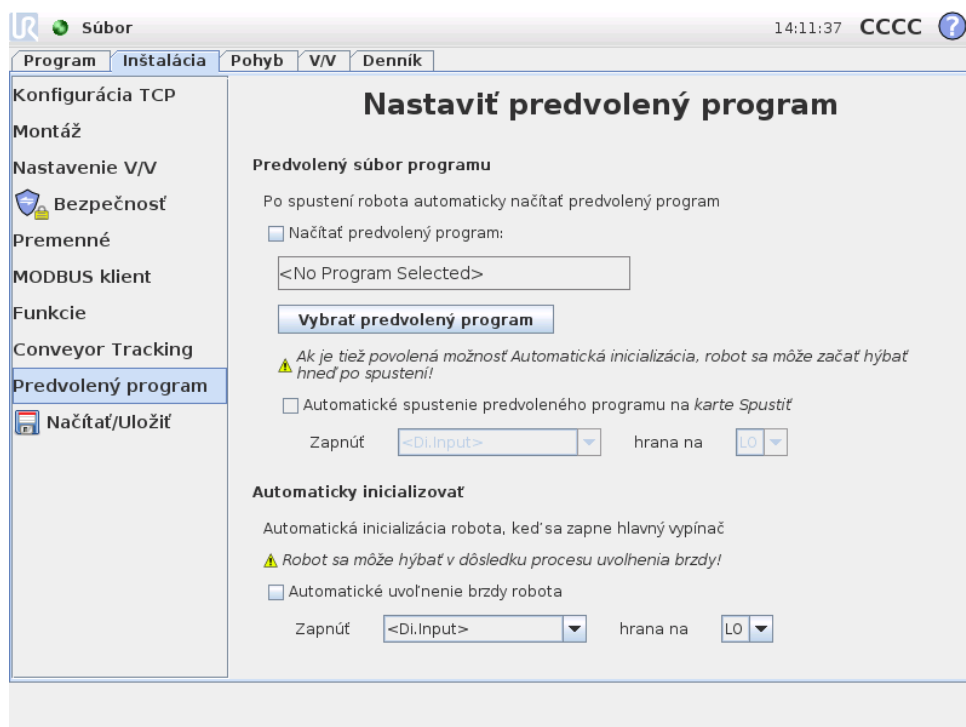 UR Súbor 14:11:37 CCCC ?
Program Inštalácia Pohyb V/V Denník
Konfigurácia TCP
Montáž
Nastavenie V/V
Bezpečnosť
Premenné
MODBUS klient
Funkcie
Conveyor Tracking
Predvolený program
Načítať/Uložiť
Nastaviť predvolený program
Predvolený súbor programu
Po spustení robota automaticky načítať predvolený program
Načítať predvolený program:
<No Program Selected>
Vybrať predvolený program
Ak je tiež povolená možnosť Automatická inicializácia, robot sa môže začať hýbať
hneď po spustení!
Automatické spustenie predvoleného programu na karte Spustiť
Zapnúť <Di.Input> hrana na LO
Automaticky inicializovať
Automatická inicializácia robota, keď sa zapne hlavný vypínač
Robot sa môže hýbať v dôsledku procesu uvolhenia brzdy!
Automatické uvoľnenie brzdy robota
Zapnúť <Di.Input> hrana na LO